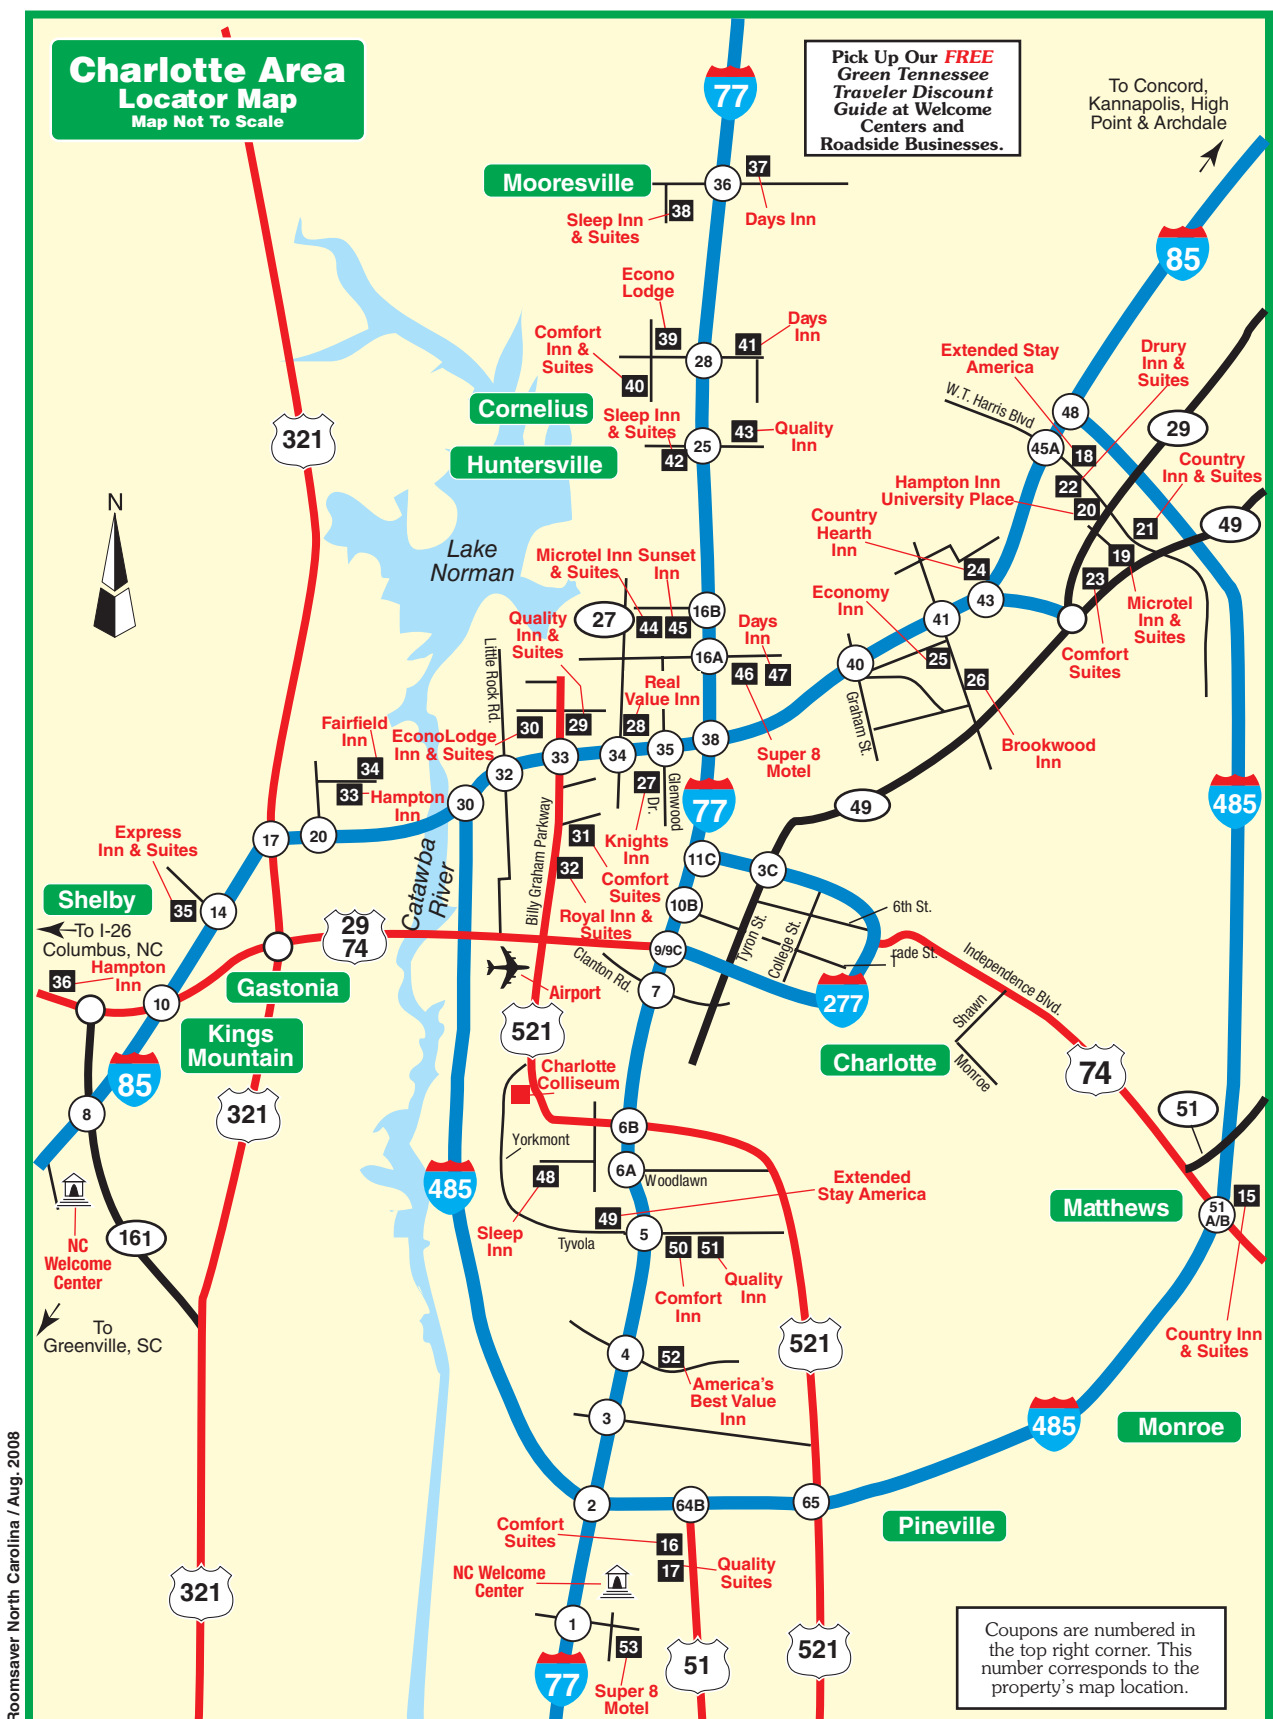 Charlotte Area
Locator Map
Map Not To Scale
77
Pick Up Our FREE
Green Tennessee
Traveler Discount
Guide at Welcome
Centers and
Roadside Businesses.
To Concord,
Kannapolis, High
Point & Archdale
Mooresville
36
37
38
Sleep Inn
& Suites
Days Inn
85
Econo
Lodge
39
Comfort
Inn &
Suites
40
28
41
Days
Inn
Cornelius
Sleep Inn
& Suites
42
25
43
Quality
Inn
Huntersville
321
Extended Stay
America
Drury
Inn &
Suites
W.T. Harris Blvd
48
45A
18
29
22
Country
Inn & Suites
Hampton Inn
University Place
20
21
49
Country
Hearth
Inn
19
24
23
N
Lake
Norman
Microtel Inn
& Suites
Sunset
Inn
16B
27
44
45
Quality
Inn &
Suites
16A
Days
Inn
46
47
Economy
Inn
43
41
25
40
26
Microtel
Inn &
Suites
Comfort
Suites
Little Rock Rd.
Real
Value Inn
Graham St.
Brookwood
Inn
Fairfield
Inn
EconoLodge
Inn & Suites
30
29
28
34
33
Hampton
Inn
32
33
34
35
38
Super 8
Motel
27
Glenwood
Dr.
77
49
485
30
17
20
Express
Inn & Suites
Billy Graham Parkway
31
Knights
Inn
11C
3C
32
Comfort
Suites
Shelby
35
14
Catawba
River
10B
6th St.
To I-26
Columbus, NC
29
74
Royal Inn &
Suites
Tyron St.
College St.
9/9C
rade St.
Independence Blvd.
Hampton
Inn
36
Airport
Clanton Rd.
Gastonia
10
7
277
Shawn
Kings
Mountain
521
Charlotte
Monroe
74
85
Charlotte
Colliseum
8
321
6B
51
Yorkmont
6A
Woodlawn
485
48
Extended
Stay America
Matthews
15
51
A/B
NC
Welcome
Center
161
Sleep
Inn
49
Tyvola
5
50
51
Comfort
Inn
Quality
Inn
To
Greenville, SC
521
Country Inn
& Suites
4
52
America's
Best Value
Inn
3
485
Monroe
2
64B
65
Pineville
Comfort
Suites
16
17
Quality
Suites
NC Welcome
Center
321
1
53
Super 8
Motel
77
51
521
Coupons are numbered in
the top right corner. This
number corresponds to the
property's map location.
Roomsaver North Carolina / Aug. 2008